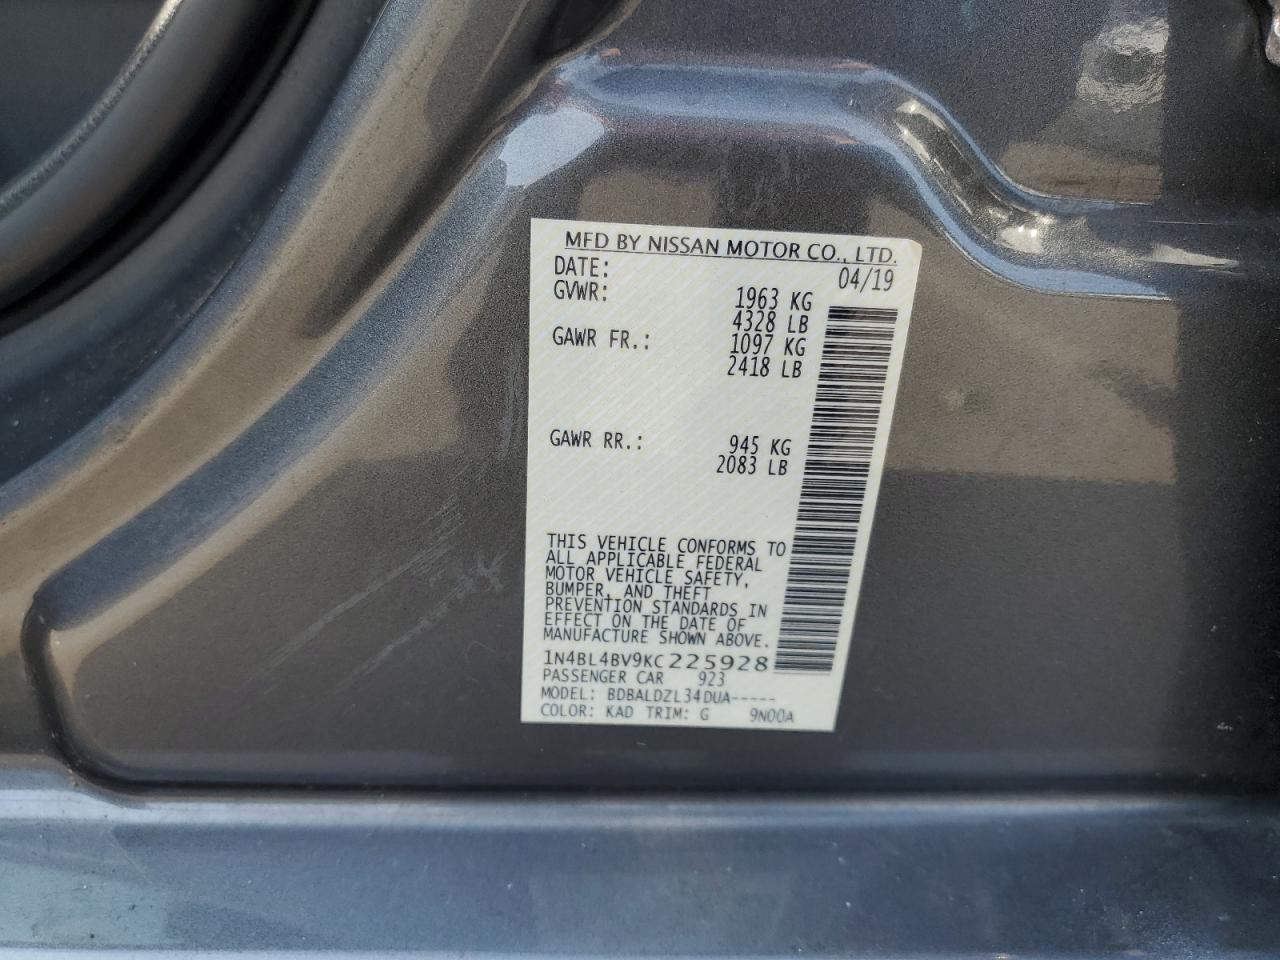 MFD BY NISSAN MOTOR CO., LTD.
DATE: 04/19
GVWR: 1963 KG
4328 LB
GAWR FR.: 1097 KG
2418 LB
GAWR RR.: 945 KG
2083 LB
THIS VEHICLE CONFORMS TO
ALL APPLICABLE FEDERAL
MOTOR VEHICLE SAFETY,
BUMPER, AND THEFT
PREVENTION STANDARDS IN
EFFECT ON THE DATE OF
MANUFACTURE SHOWN ABOVE.
1N4BL4BV9KC225928
PASSENGER CAR 923
MODEL: BDBALDZL34DUA-----
COLOR: KAD TRIM: G 9N00A